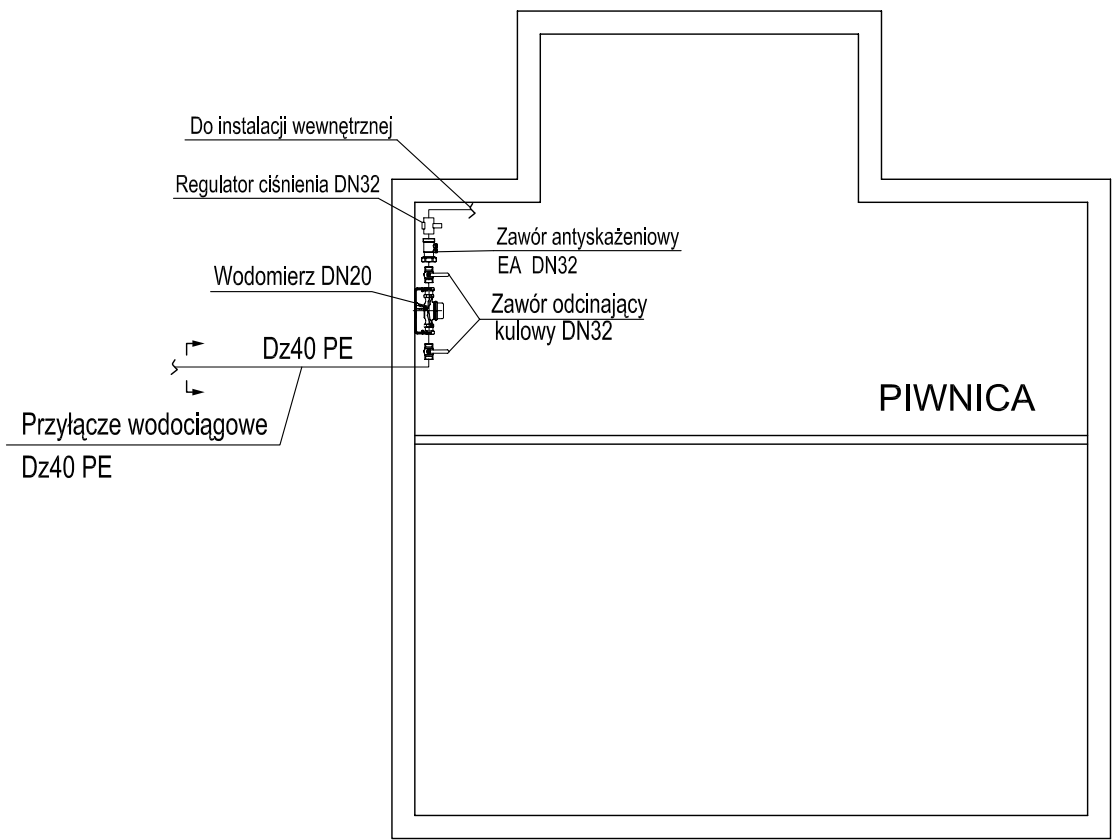 Do instalacji wewnętrznej
Regulator ciśnienia DN32
Zawór antyskażeniowy
EA DN32
Wodomierz DN20
Zawór odcinający
kulowy DN32
Dz40 PE
PIWNICA
Przyłącze wodociągowe
Dz40 PE